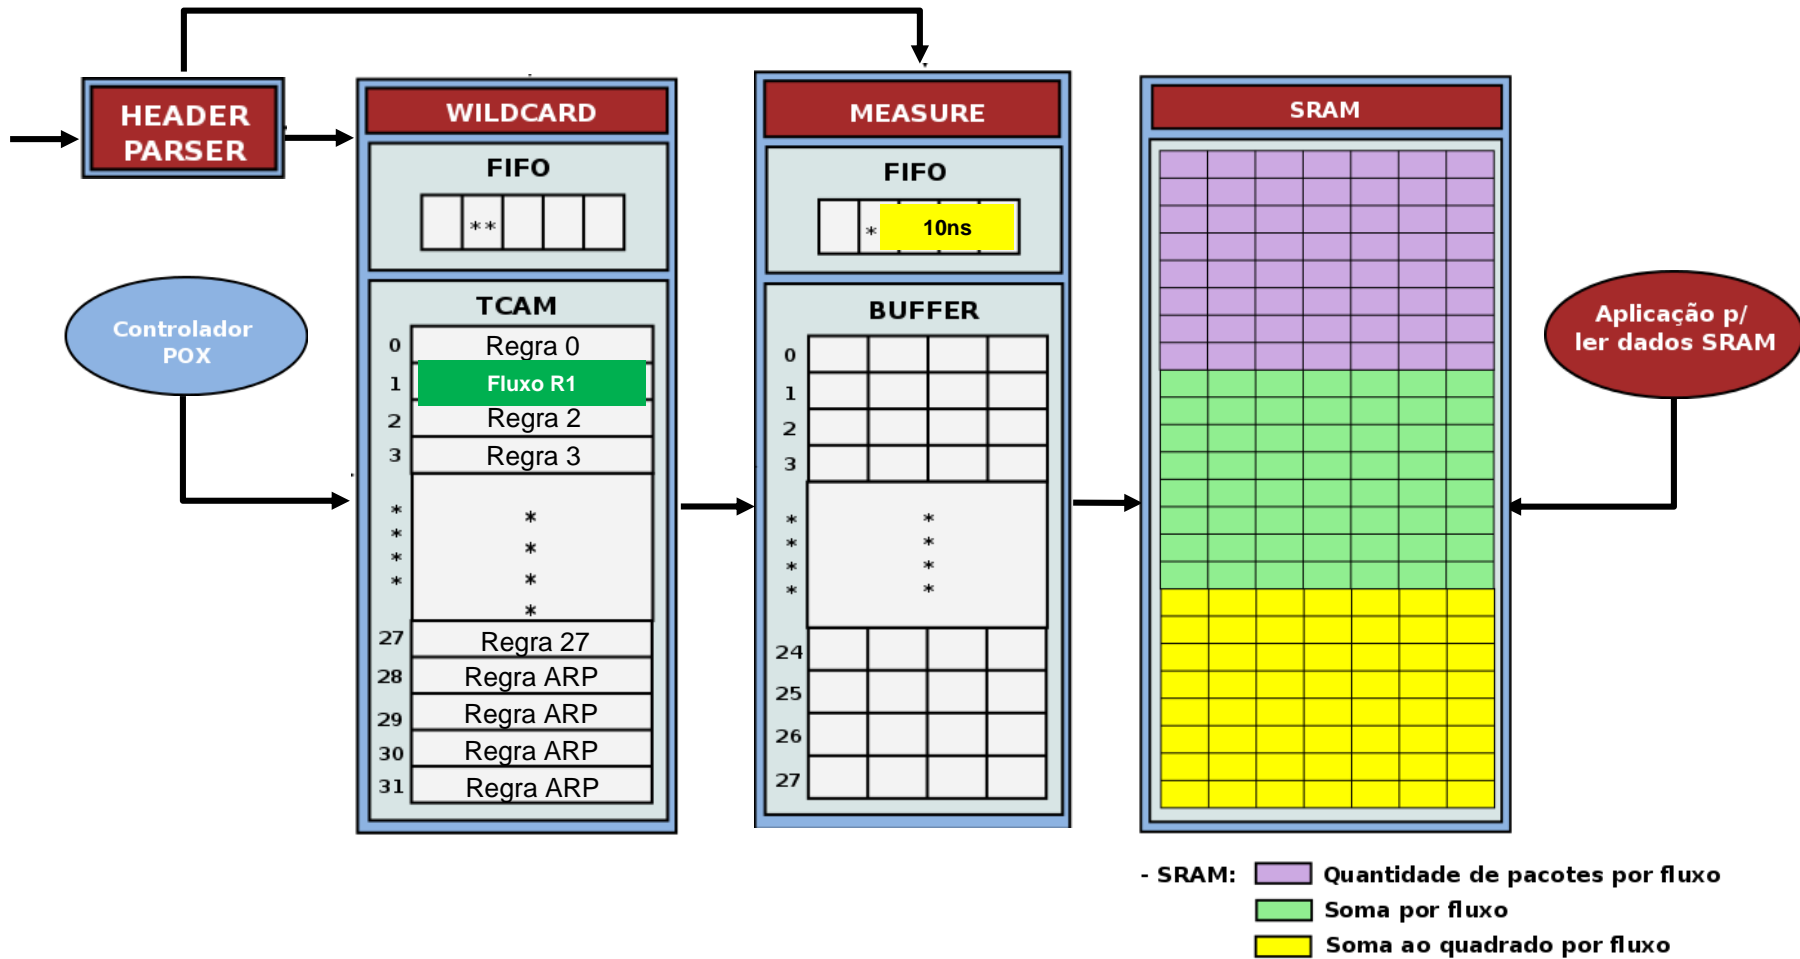 HEADER
PARSER
WILDCARD
FIFO
**
TCAM
0 Regra 0
1 Fluxo R1
2 Regra 2
3 Regra 3
* *
* *
* *
* *
27 Regra 27
28 Regra ARP
29 Regra ARP
30 Regra ARP
31 Regra ARP
Controlador
POX
MEASURE
FIFO
* 10ns
BUFFER
0
1
2
3
* *
* *
* *
* *
24
25
26
27
SRAM
Aplicação p/
ler dados SRAM
- SRAM: Quantidade de pacotes por fluxo
Soma por fluxo
Soma ao quadrado por fluxo